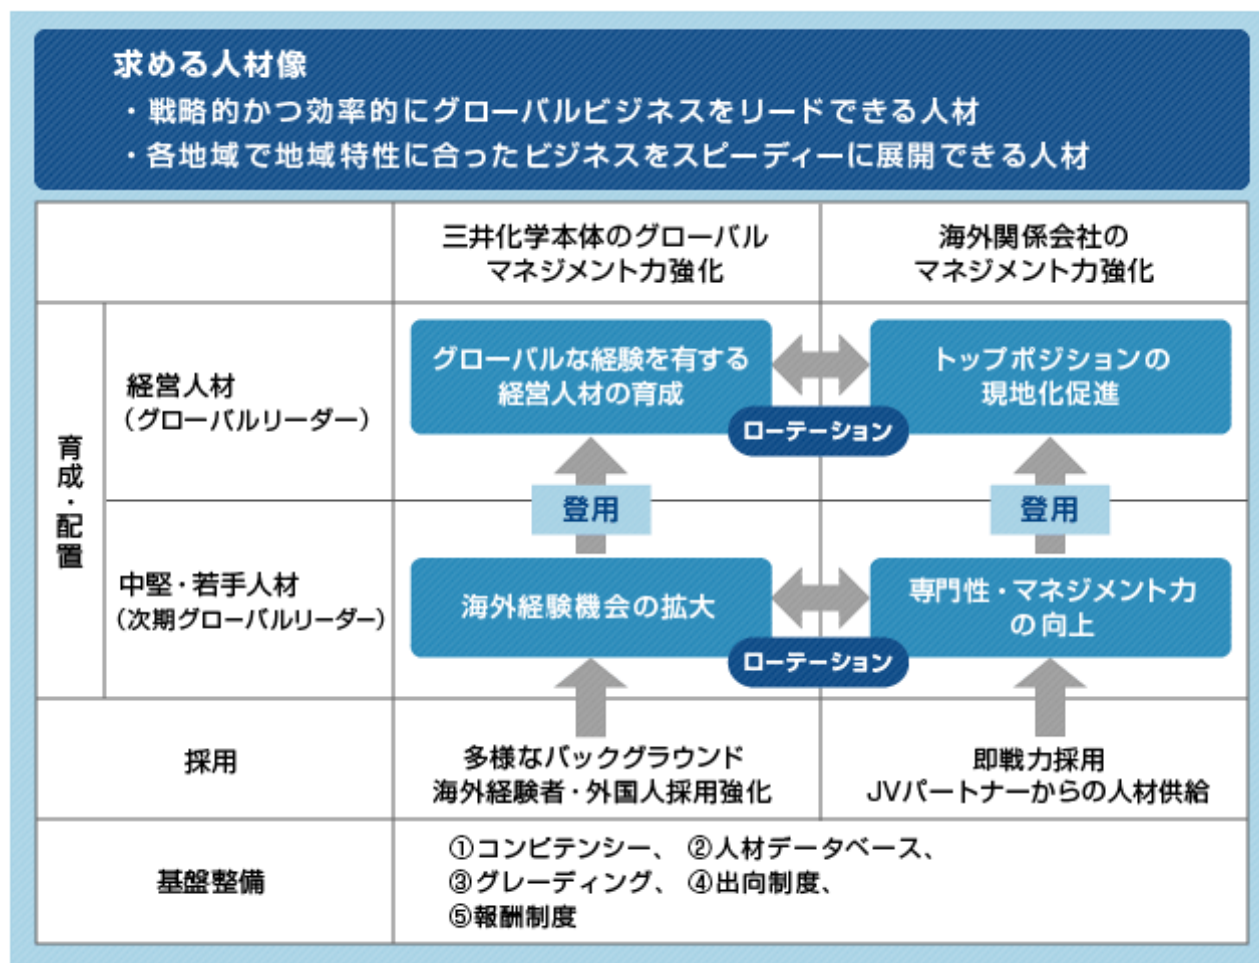 求める人材像
・戦略的かつ効率的にグローバルビジネスをリードできる人材
・各地域で地域特性に合ったビジネスをスピーディーに展開できる人材
三井化学本体のグローバル
マネジメント力強化
海外関係会社の
マネジメント力強化
育成・配置
経営人材
（グローバルリーダー）
グローバルな経験を有する
経営人材の育成
トップポジションの
現地化促進
ローテーション
登用
登用
中堅・若手人材
（次期グローバルリーダー）
海外経験機会の拡大
専門性・マネジメント力
の向上
ローテーション
採用
多様なバックグラウンド
海外経験者・外国人採用強化
即戦力採用
JVパートナーからの人材供給
基盤整備
①コンピテンシー、 ②人材データベース、
③グレーディング、 ④出向制度、
⑤報酬制度